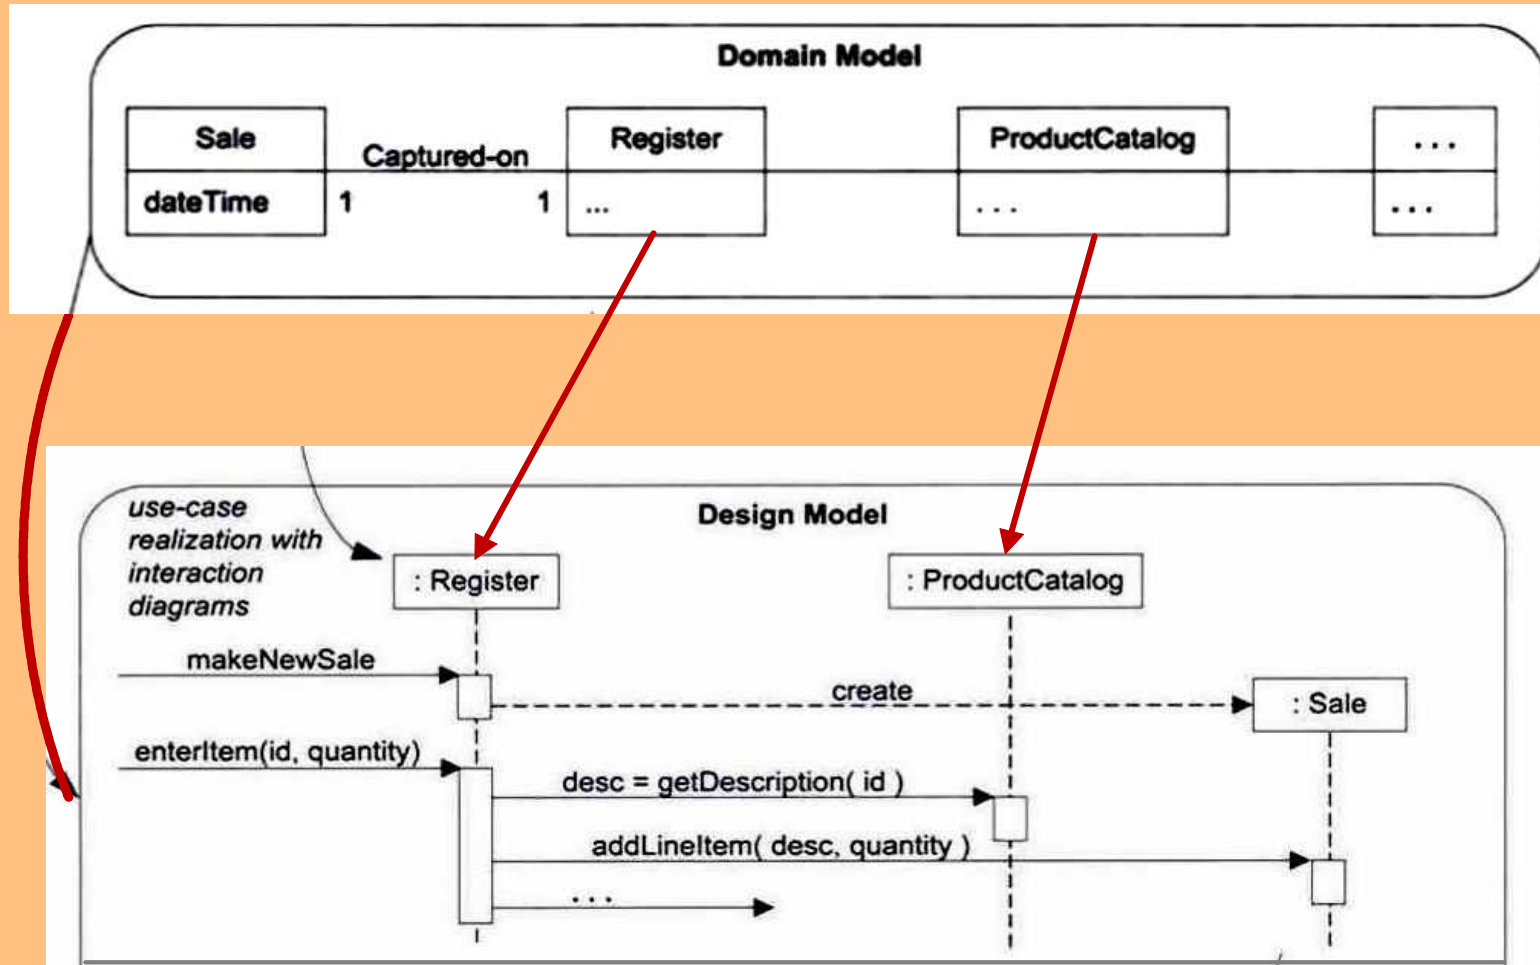 Domain Model
Sale
Captured-on
Register
ProductCatalog
...
dateTime
1
1
...
...
...
use-case
realization with
interaction
diagrams
Design Model
: Register
: ProductCatalog
makeNewSale
create
: Sale
enterItem(id, quantity)
desc = getDescription( id )
addLineItem( desc, quantity )
...